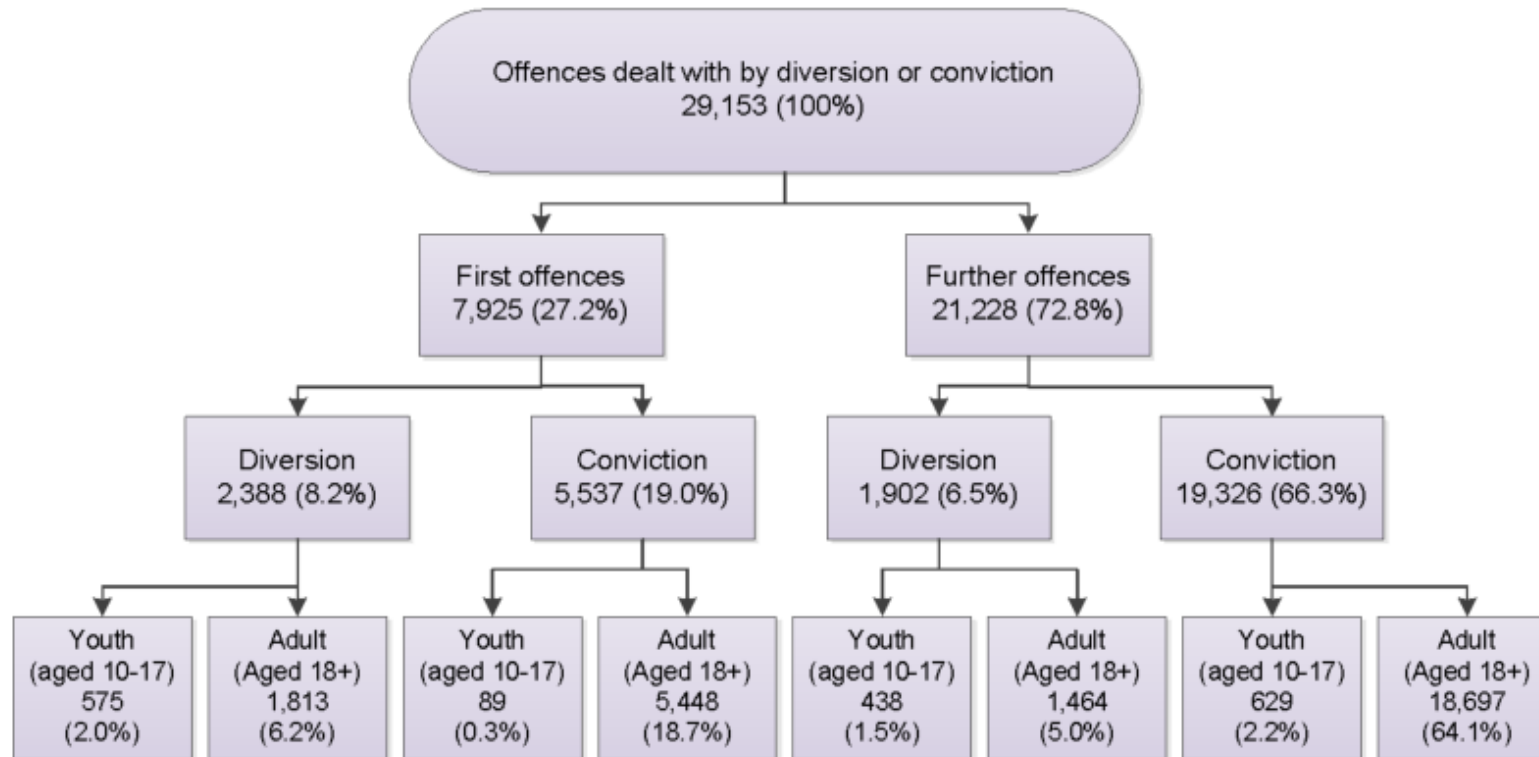 Offences dealt with by diversion or conviction
29,153 (100%)
First offences
7,925 (27.2%)
Further offences
21,228 (72.8%)
Diversion
2,388 (8.2%)
Conviction
5,537 (19.0%)
Diversion
1,902 (6.5%)
Conviction
19,326 (66.3%)
Youth
(aged 10-17)
575
(2.0%)
Adult
(Aged 18+)
1,813
(6.2%)
Youth
(aged 10-17)
89
(0.3%)
Adult
(Aged 18+)
5,448
(18.7%)
Youth
(aged 10-17)
438
(1.5%)
Adult
(Aged 18+)
1,464
(5.0%)
Youth
(aged 10-17)
629
(2.2%)
Adult
(Aged 18+)
18,697
(64.1%)